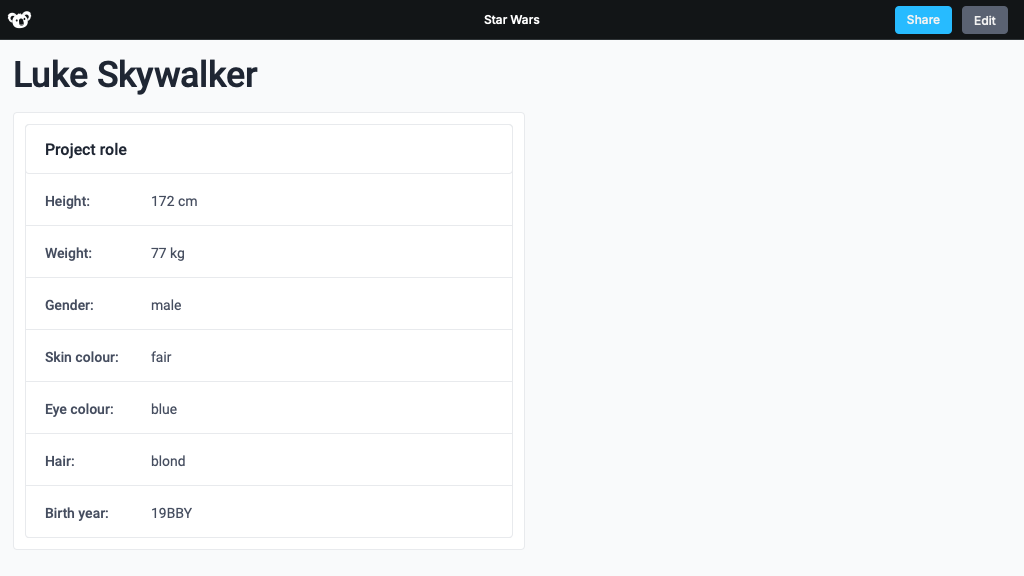 Star Wars
Share
Edit
Luke Skywalker
Project role
Height: 172 cm
Weight: 77 kg
Gender: male
Skin colour: fair
Eye colour: blue
Hair: blond
Birth year: 19BBY